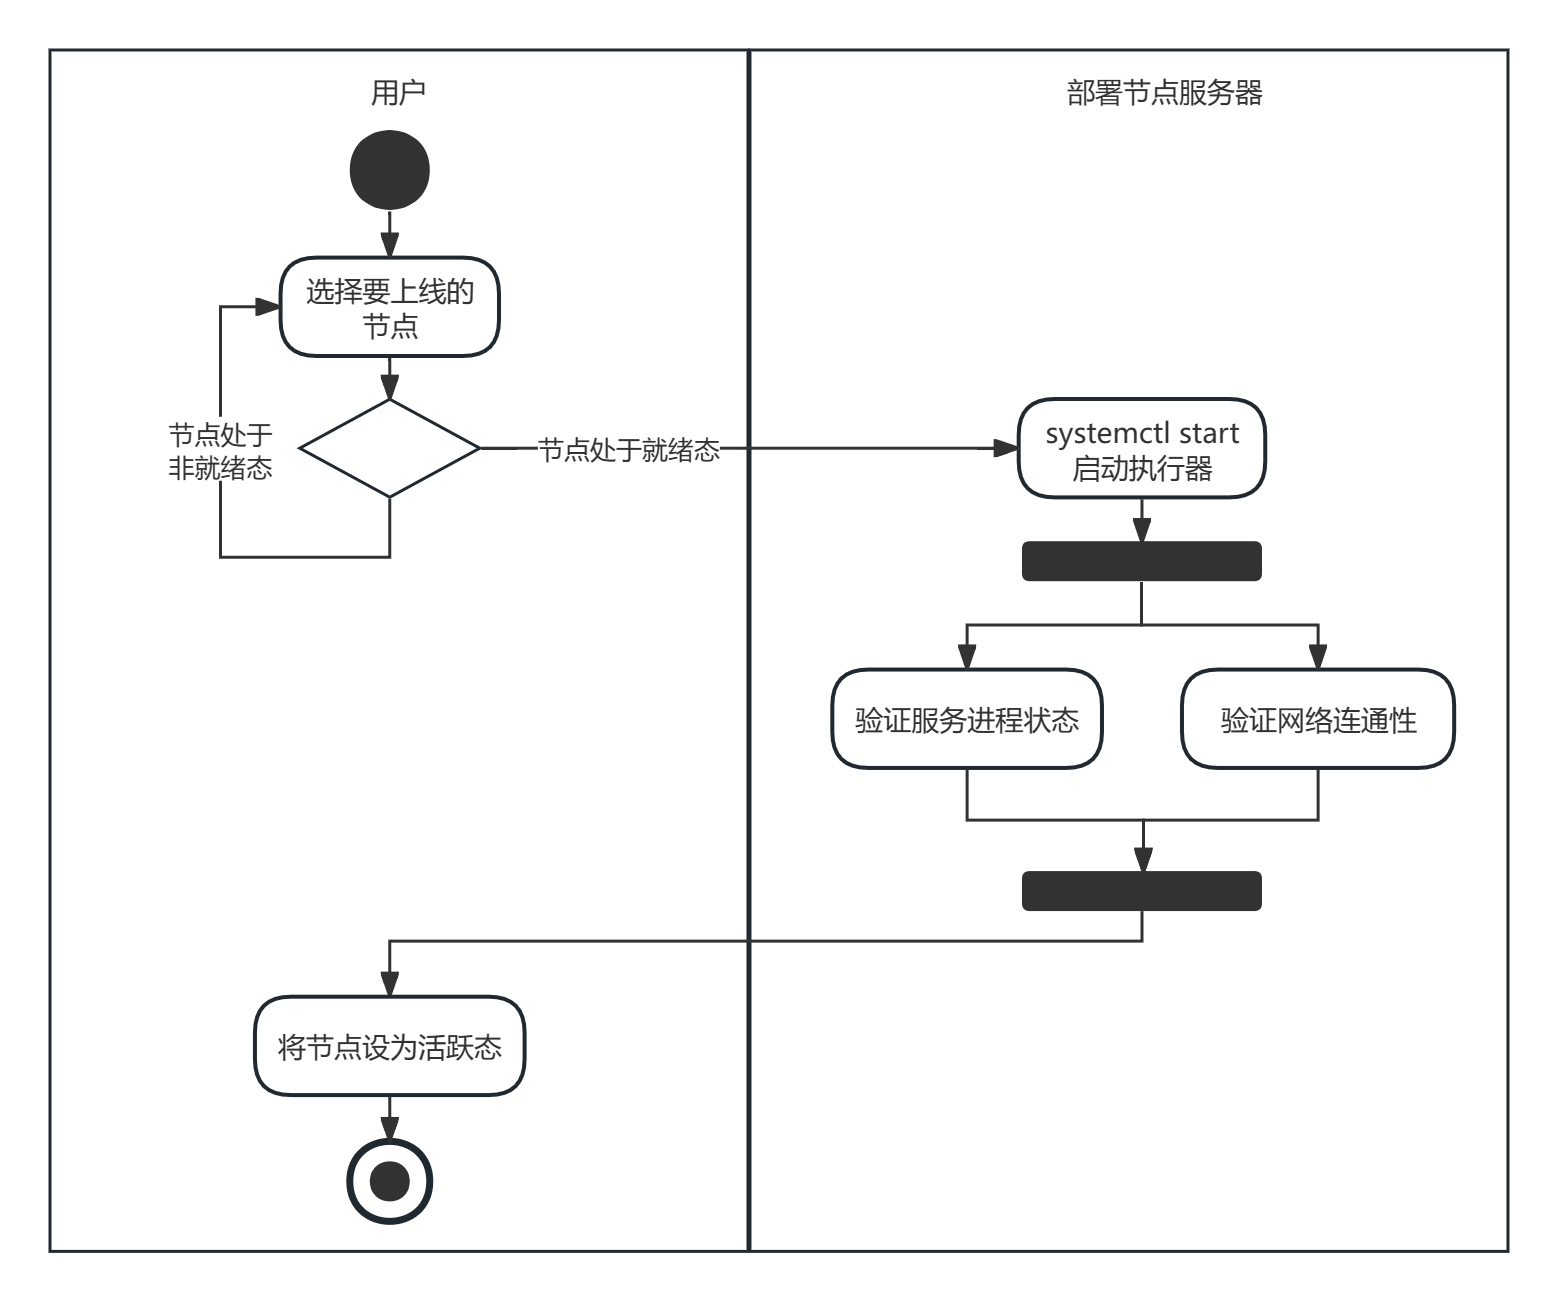 用户
部署节点服务器
选择要上线的
节点
节点处于
非就绪态
节点处于就绪态
systemctl start
启动执行器
验证服务进程状态
验证网络连通性
将节点设为活跃态